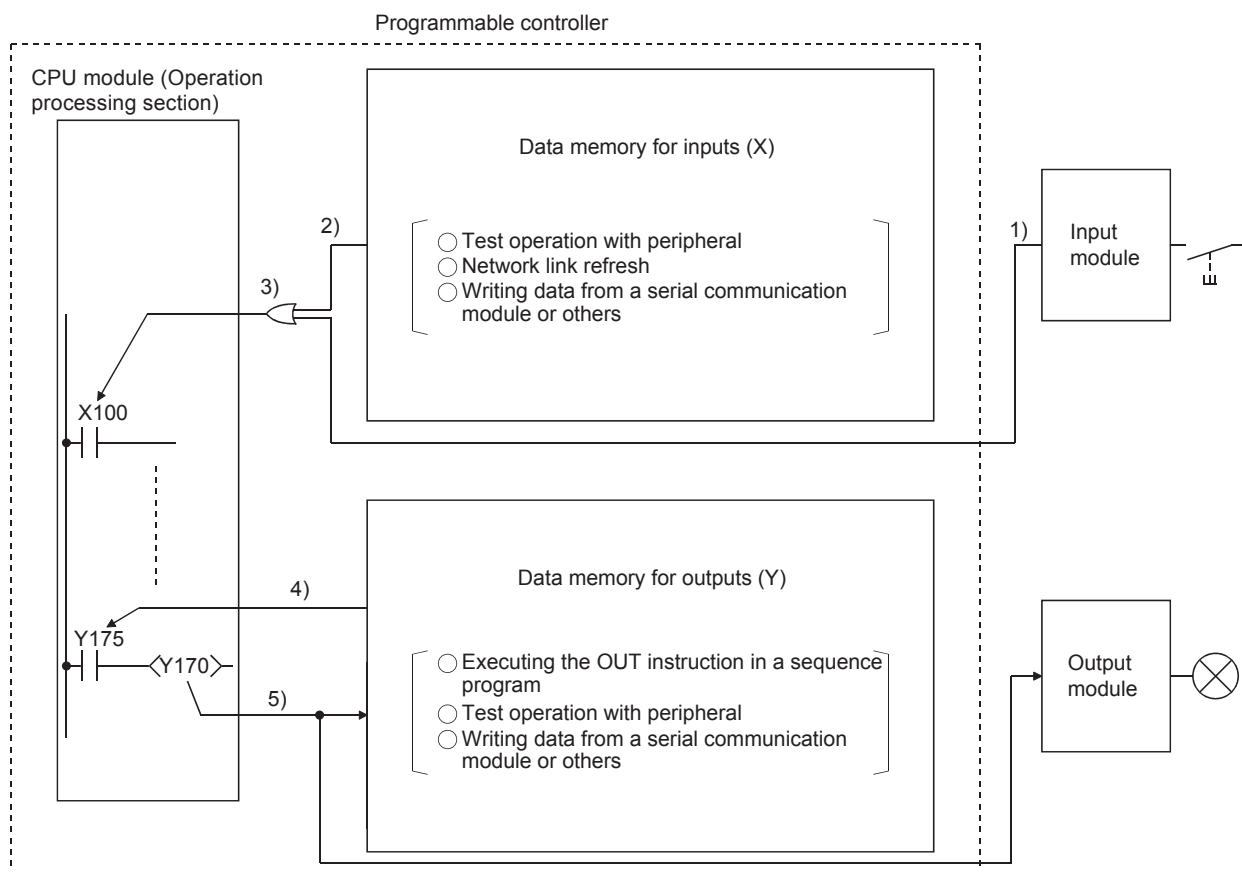 Programmable controller
CPU module (Operation
processing section)
Data memory for inputs (X)
2)
1)
Input
module
Test operation with peripheral
Network link refresh
Writing data from a serial communication
module or others
3)
X100
Data memory for outputs (Y)
4)
Y175
Y170
Executing the OUT instruction in a sequence
program
Test operation with peripheral
Writing data from a serial communication
module or others
Output
module
5)